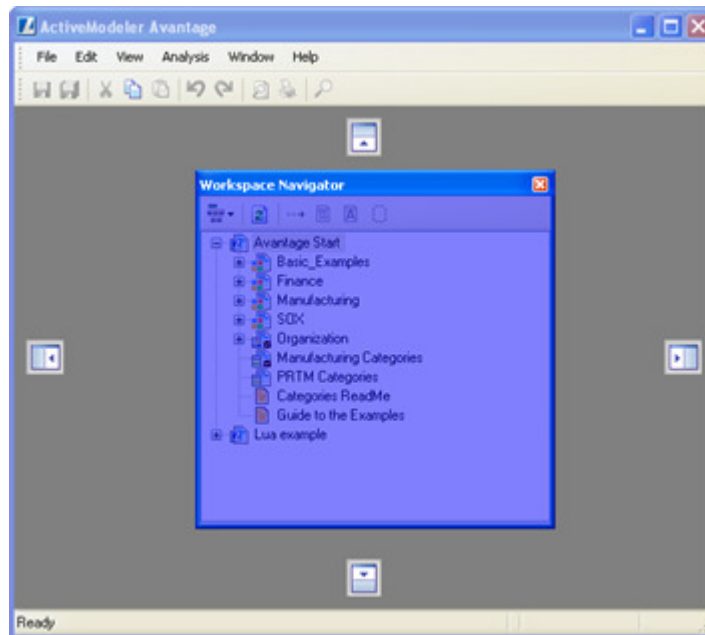 ActiveModeler Avantage
File Edit View Analysis Window Help
Workspace Navigator
Avantage Start
Basic_Examples
Finance
Manufacturing
SOX
Organization
Manufacturing Categories
PRTM Categories
Categories ReadMe
Guide to the Examples
Lua example
Ready